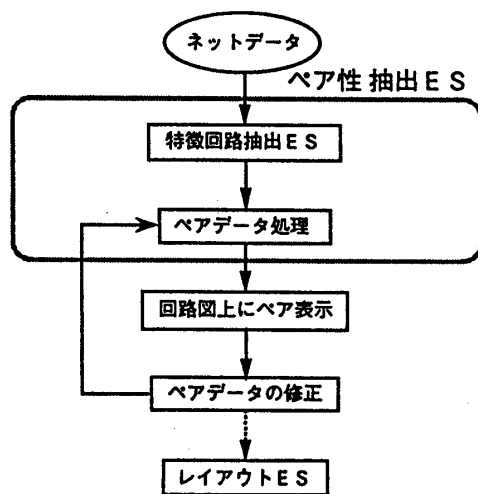 ネットデータ
ペア性 抽出ＥＳ
特徴回路抽出ＥＳ
ペアデータ処理
回路図上にペア表示
ペアデータの修正
レイアウトＥＳ